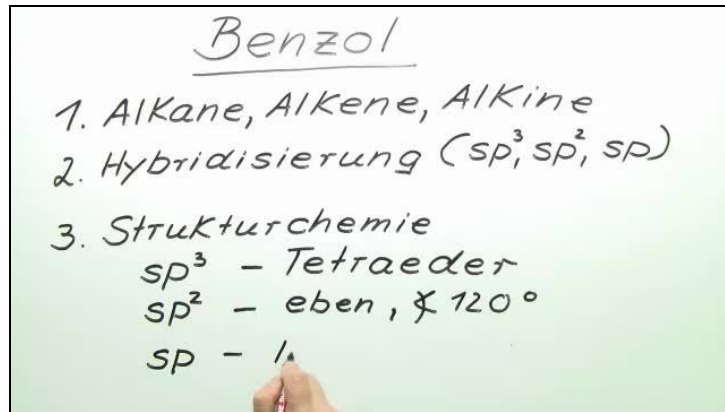 Benzol
1. Alkane, Alkene, Alkine
2. Hybridisierung (sp³, sp², sp)
3. Strukturchemie
sp³ - Tetraeder
sp² - eben, ∢ 120°
sp -